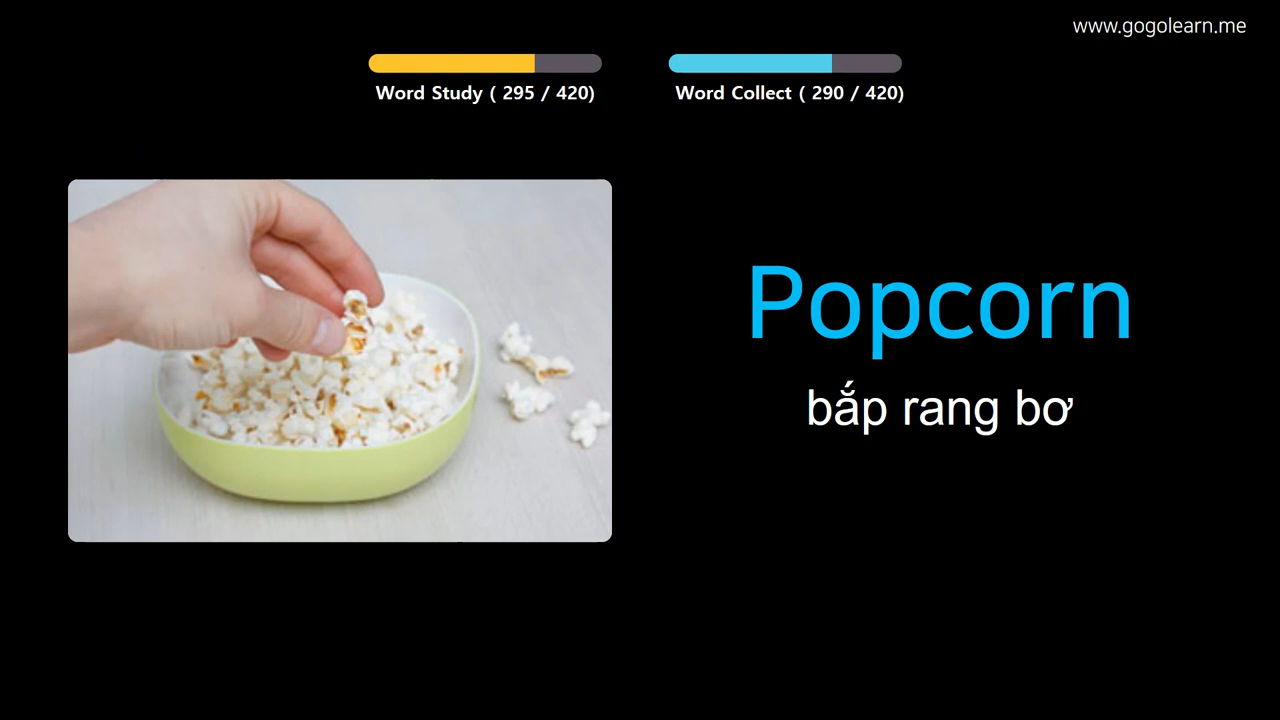 www.gogolearn.me
Word Study ( 295 / 420)
Word Collect ( 290 / 420)
Popcorn
bắp rang bơ